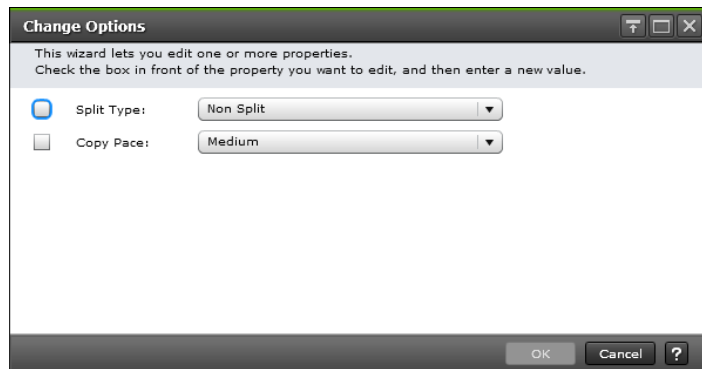 Change Options
This wizard lets you edit one or more properties.
Check the box in front of the property you want to edit, and then enter a new value.
Split Type: Non Split
Copy Pace: Medium
OK Cancel ?